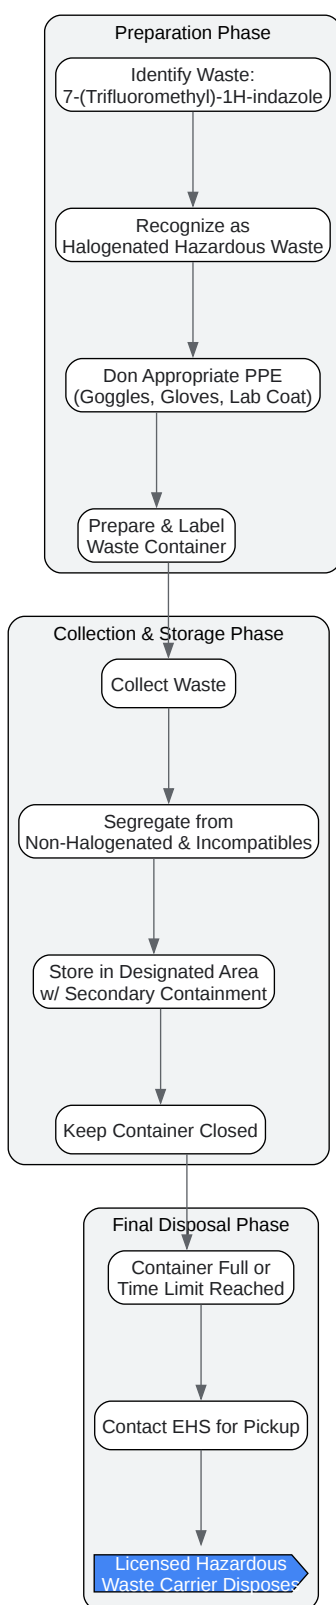 Preparation Phase
Identify Waste:
7-(Trifluoromethyl)-1H-indazole
Recognize as
Halogenated Hazardous Waste
Don Appropriate PPE
(Goggles, Gloves, Lab Coat)
Prepare & Label
Waste Container
Collection & Storage Phase
Collect Waste
Segregate from
Non-Halogenated & Incompatibles
Store in Designated Area
w/ Secondary Containment
Keep Container Closed
Final Disposal Phase
Container Full or
Time Limit Reached
Contact EHS for Pickup
Licensed Hazardous
Waste Carrier Disposes